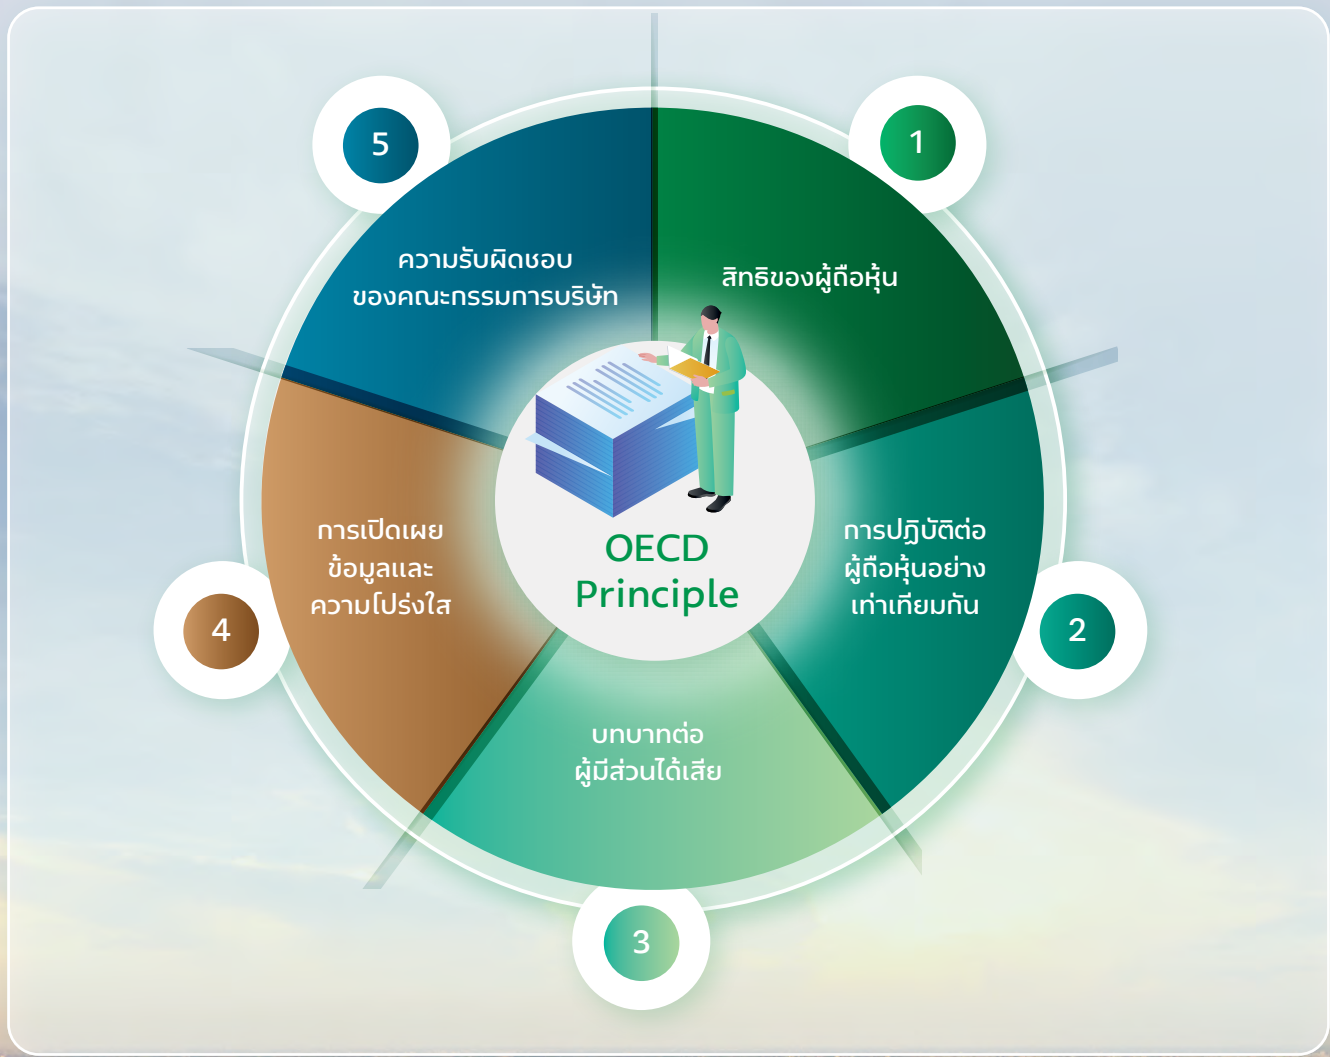 1
สิทธิของผู้ถือหุ้น
2
การปฏิบัติต่อ
ผู้ถือหุ้นอย่าง
เท่าเทียมกัน
3
บทบาทต่อ
ผู้มีส่วนได้เสีย
4
การเปิดเผย
ข้อมูลและ
ความโปร่งใส
5
ความรับผิดชอบ
ของคณะกรรมการบริษัท
OECD
Principle